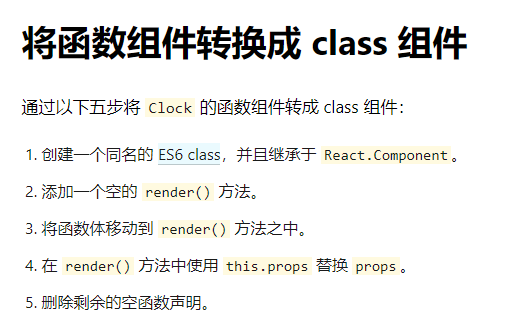 将函数组件转换成 class 组件
通过以下五步将 Clock 的函数组件转成 class 组件：
1. 创建一个同名的 ES6 class，并且继承于 React.Component。
2. 添加一个空的 render() 方法。
3. 将函数体移动到 render() 方法之中。
4. 在 render() 方法中使用 this.props 替换 props。
5. 删除剩余的空函数声明。